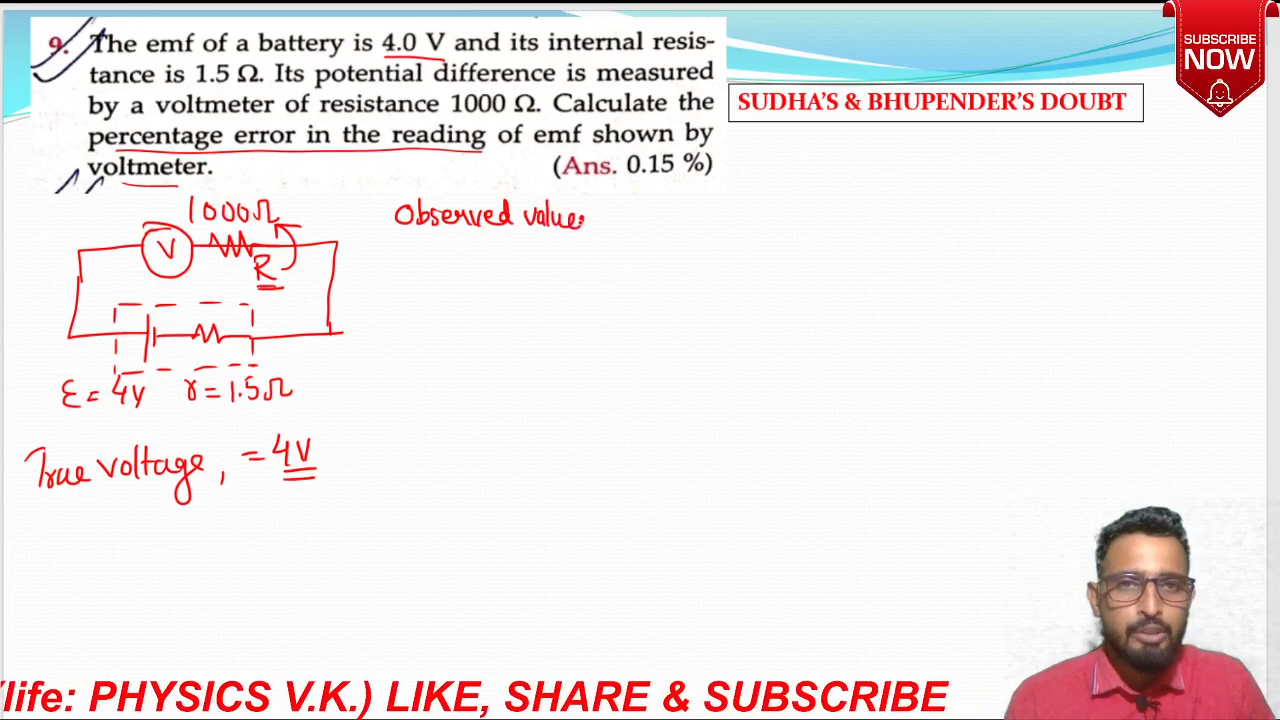 9. The emf of a battery is 4.0 V and its internal resis-
tance is 1.5 Ω. Its potential difference is measured
by a voltmeter of resistance 1000 Ω. Calculate the
percentage error in the reading of emf shown by
voltmeter. (Ans. 0.15 %)
SUBSCRIBE
NOW
SUDHA'S & BHUPENDER'S DOUBT
1000Ω
V
R
ε = 4V r = 1.5Ω
True voltage, = 4V
Observed value
life: PHYSICS V.K.) LIKE, SHARE & SUBSCRIBE